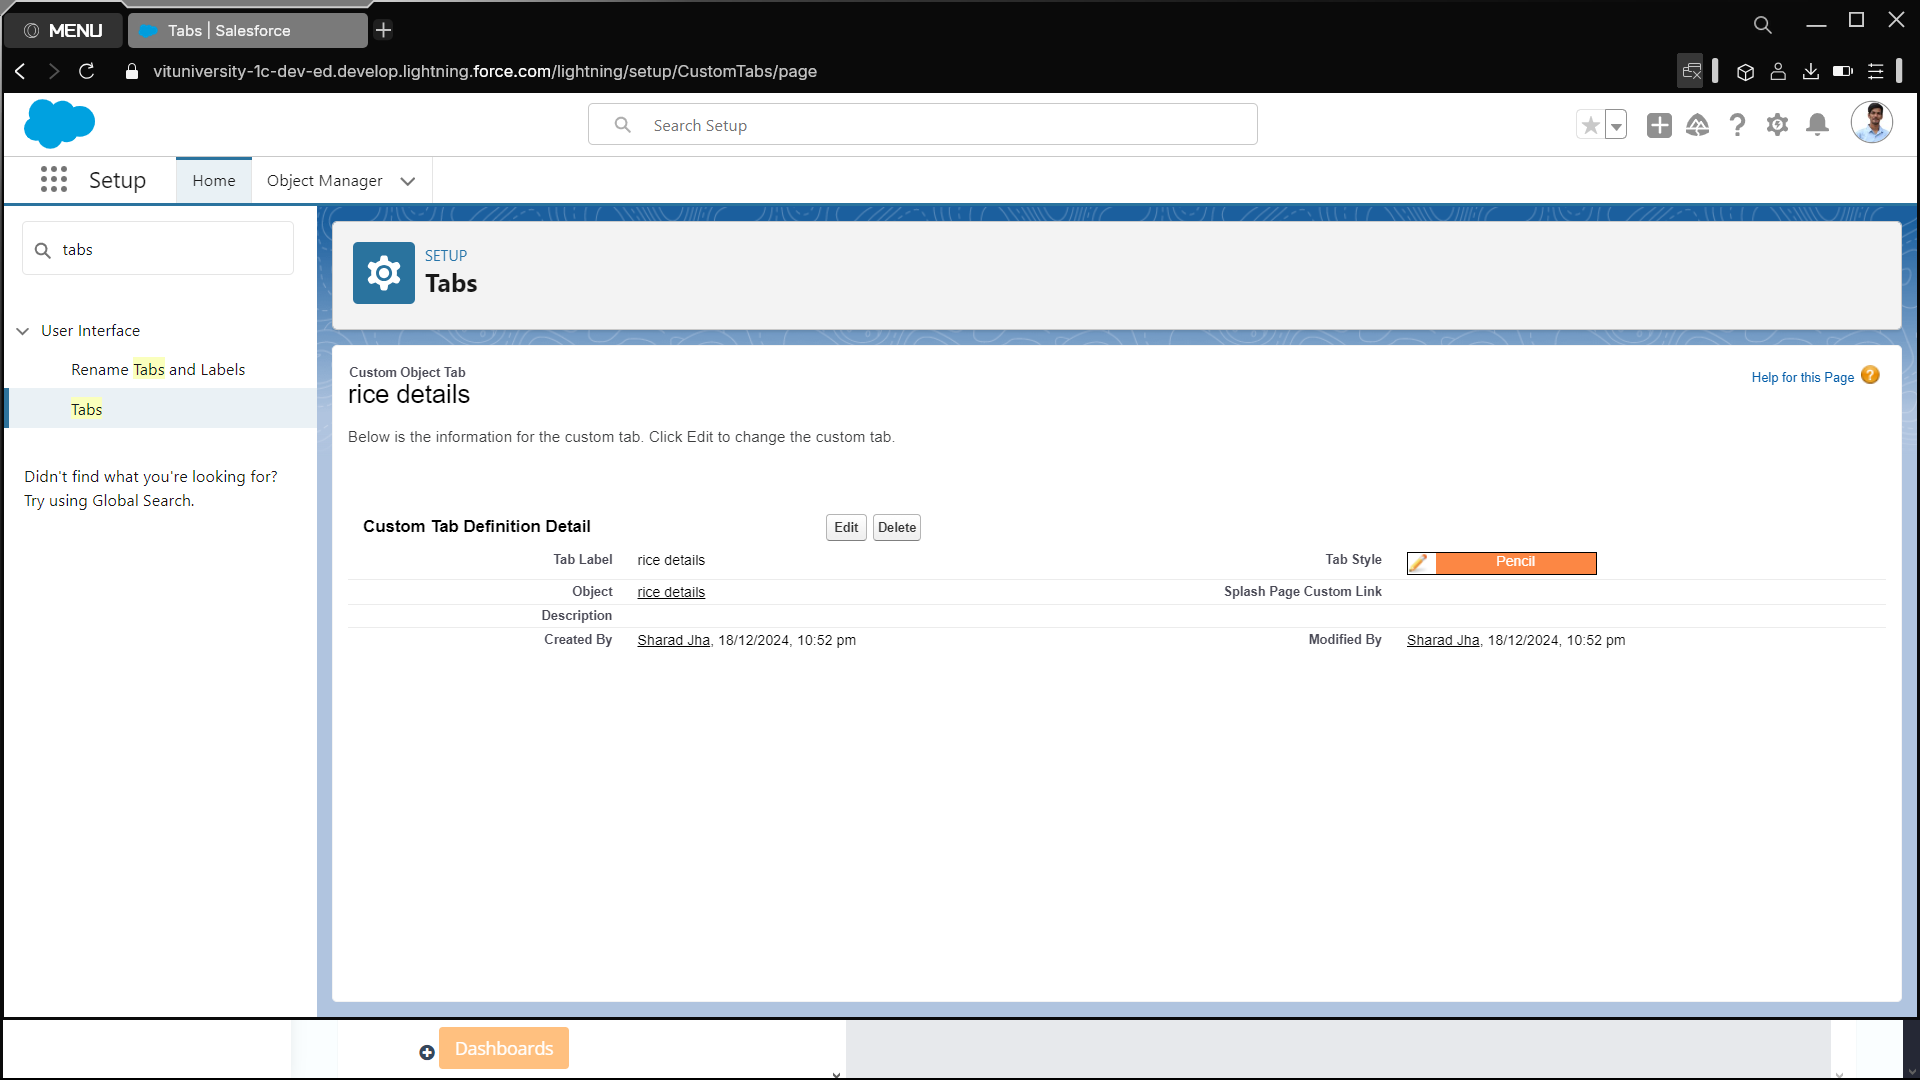 MENU
Tabs | Salesforce
vituniversity-1c-dev-ed.develop.lightning.force.com/lightning/setup/CustomTabs/page
Search Setup
Setup
Home
Object Manager
tabs
User Interface
Rename Tabs and Labels
Tabs
Didn't find what you're looking for?
Try using Global Search.
SETUP
Tabs
Custom Object Tab
rice details
Help for this Page
Below is the information for the custom tab. Click Edit to change the custom tab.
Custom Tab Definition Detail
Edit
Delete
Tab Label rice details
Tab Style Pencil
Object rice details
Splash Page Custom Link
Description
Created By Sharad Jha, 18/12/2024, 10:52 pm
Modified By Sharad Jha, 18/12/2024, 10:52 pm
Dashboards